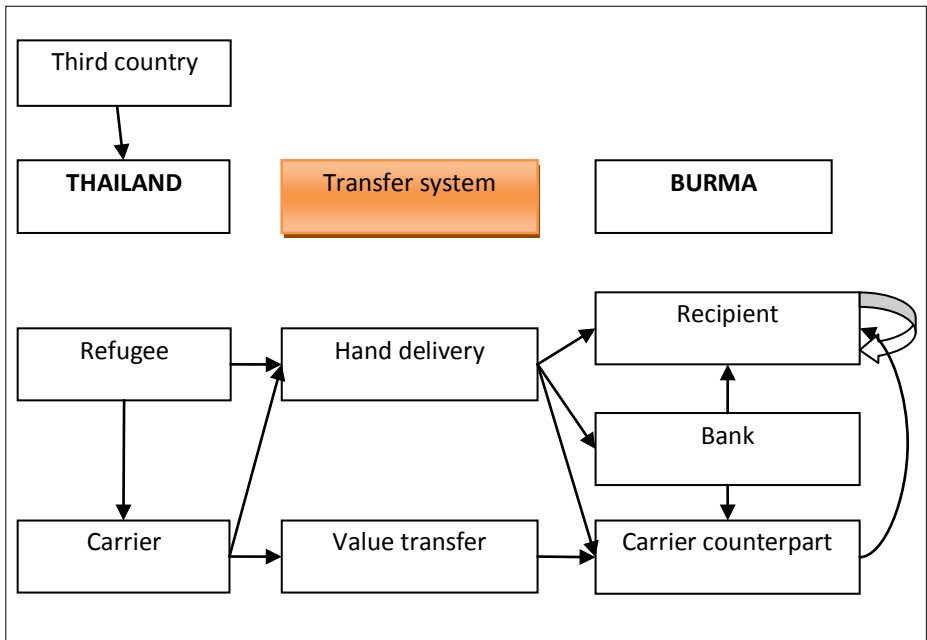 Third country
THAILAND
Transfer system
BURMA
Recipient
Refugee
Hand delivery
Bank
Carrier
Value transfer
Carrier counterpart